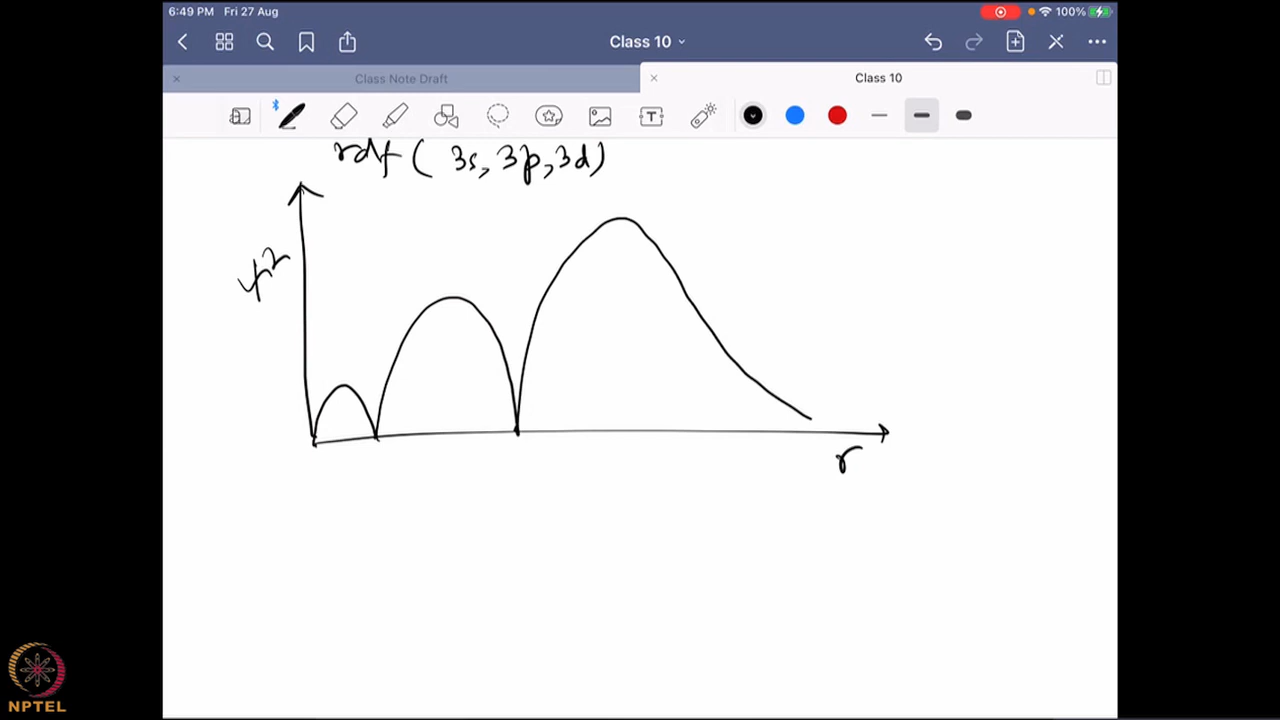 6:49 PM Fri 27 Aug
100%
Class 10
Class Note Draft
Class 10
T
rdf ( 3s, 3p, 3d)
ψ²
r
NPTEL